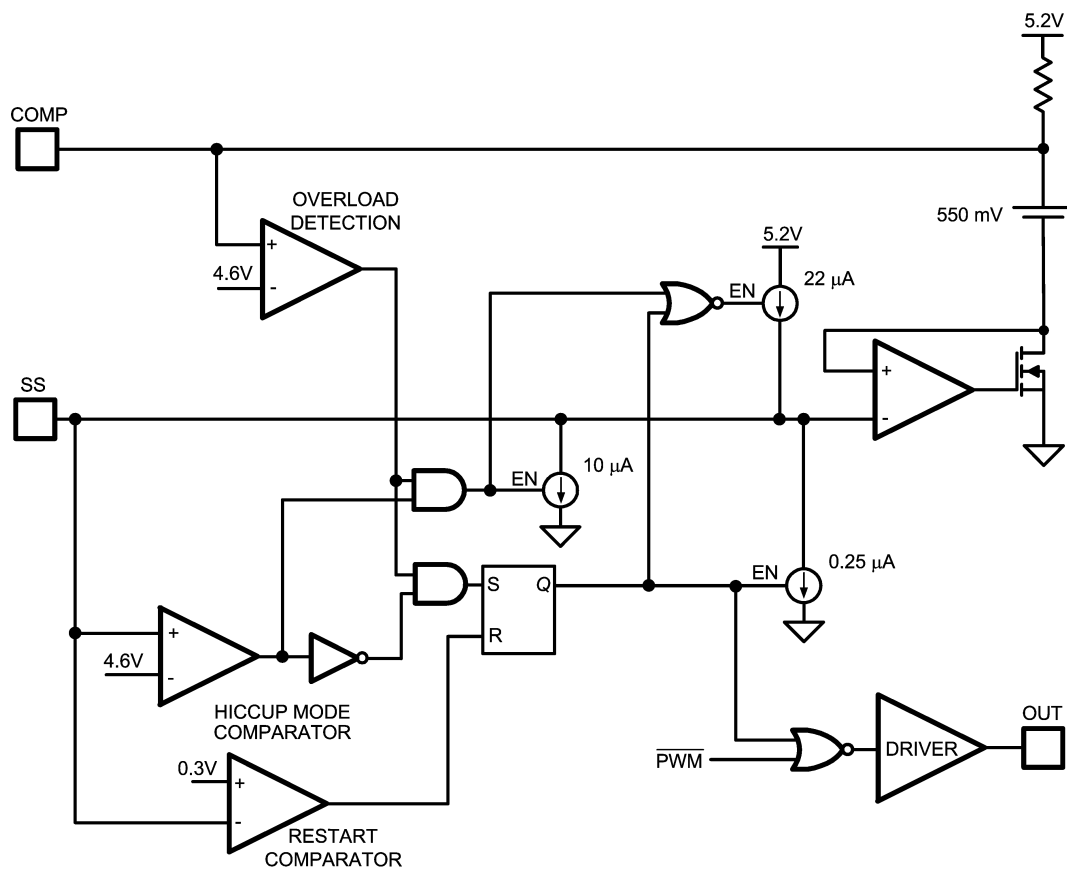 5.2V
COMP
OVERLOAD
DETECTION
550 mV
5.2V
+
4.6V
-
EN
22 µA
SS
+
-
10 µA
EN
0.25 µA
EN
S
Q
R
+
4.6V
-
HICCUP MODE
COMPARATOR
OUT
DRIVER
PWM
0.3V
+
-
RESTART
COMPARATOR